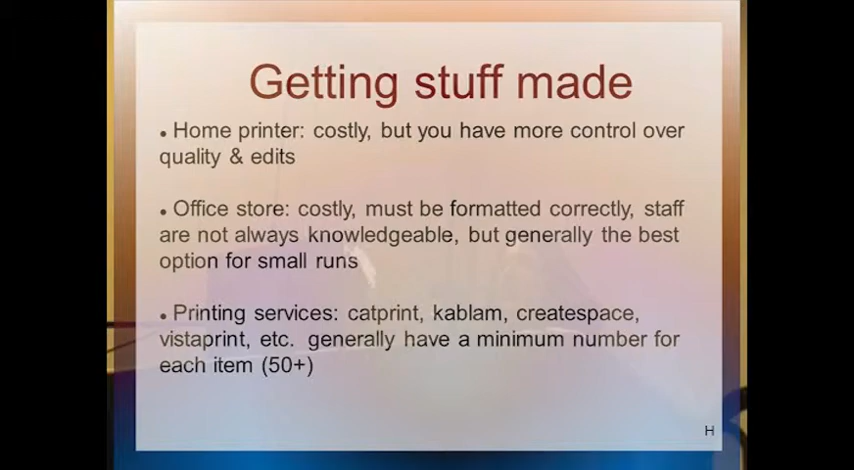 Getting stuff made
• Home printer: costly, but you have more control over
quality & edits
• Office store: costly, must be formatted correctly, staff
are not always knowledgeable, but generally the best
option for small runs
• Printing services: catprint, kablam, createspace,
vistaprint, etc. generally have a minimum number for
each item (50+)
H